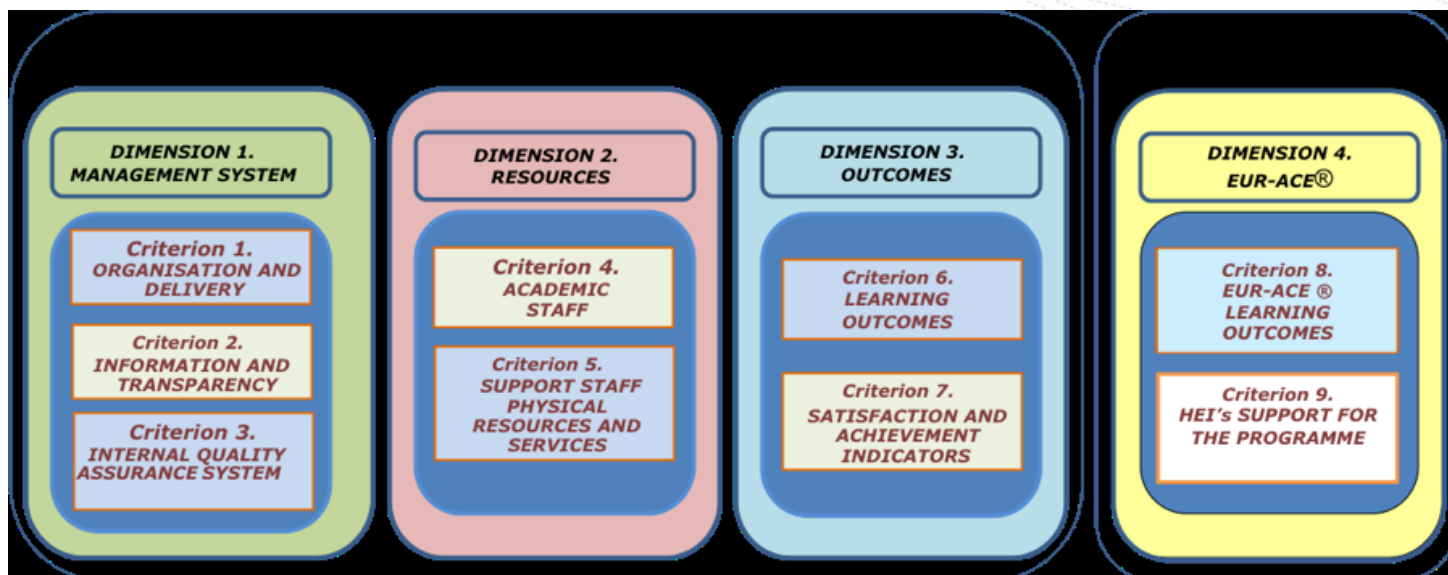 DIMENSION 1.
MANAGEMENT SYSTEM
Criterion 1.
ORGANISATION AND
DELIVERY
Criterion 2.
INFORMATION AND
TRANSPARENCY
Criterion 3.
INTERNAL QUALITY
ASSURANCE SYSTEM
DIMENSION 2.
RESOURCES
Criterion 4.
ACADEMIC
STAFF
Criterion 5.
SUPPORT STAFF
PHYSICAL
RESOURCES AND
SERVICES
DIMENSION 3.
OUTCOMES
Criterion 6.
LEARNING
OUTCOMES
Criterion 7.
SATISFACTION AND
ACHIEVEMENT
INDICATORS
DIMENSION 4.
EUR-ACE®
Criterion 8.
EUR-ACE ®
LEARNING
OUTCOMES
Criterion 9.
HEI’s SUPPORT FOR
THE PROGRAMME